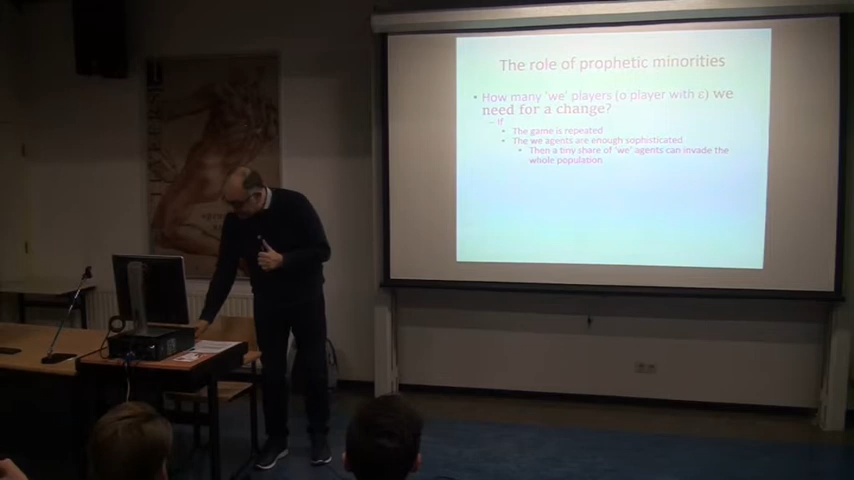 The role of prophetic minorities
• How many 'we' players (o player with ε) we
need for a change?
– If
• The game is repeated
• The we agents are enough sophisticated
• Then a tiny share of 'we' agents can invade the
whole population